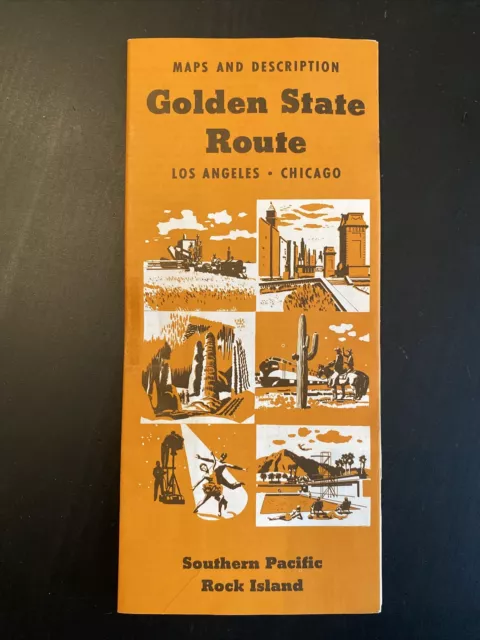 MAPS AND DESCRIPTION
Golden State
Route
LOS ANGELES • CHICAGO
Southern Pacific
Rock Island